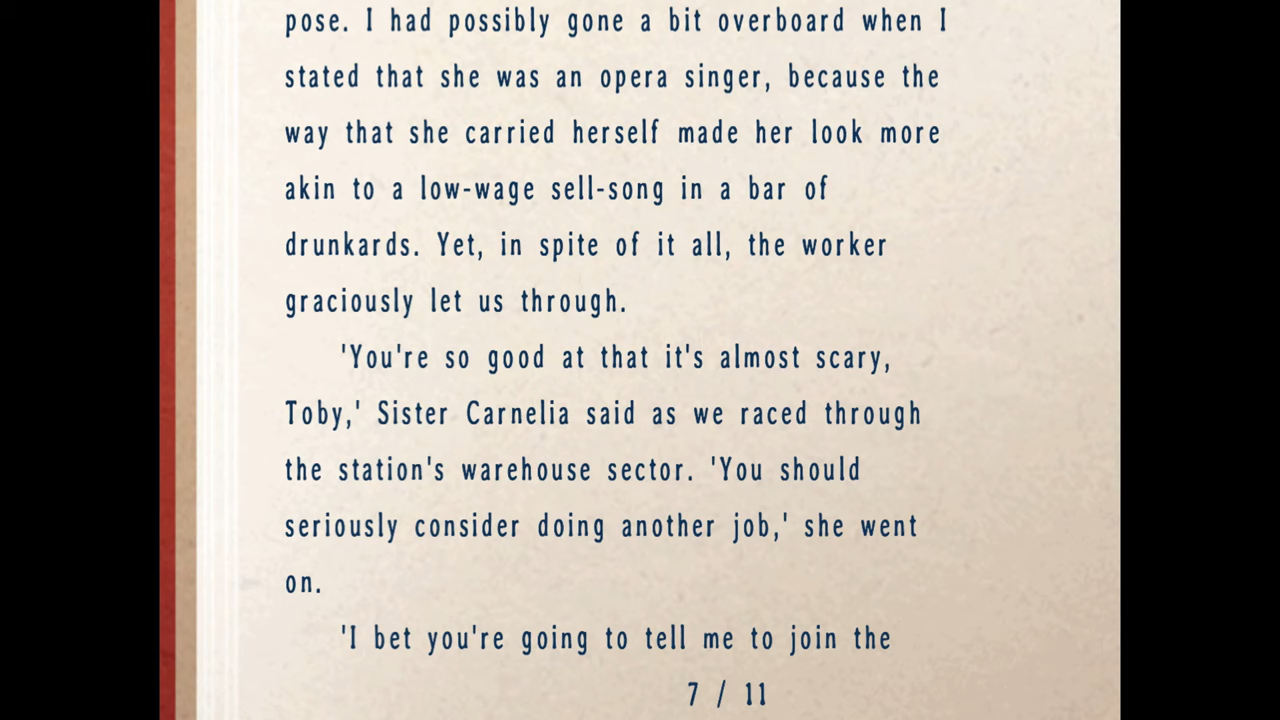 pose. I had possibly gone a bit overboard when I
stated that she was an opera singer, because the
way that she carried herself made her look more
akin to a low-wage sell-song in a bar of
drunkards. Yet, in spite of it all, the worker
graciously let us through.
'You're so good at that it's almost scary,
Toby,' Sister Carnelia said as we raced through
the station's warehouse sector. 'You should
seriously consider doing another job,' she went
on.
'I bet you're going to tell me to join the
7 / 11